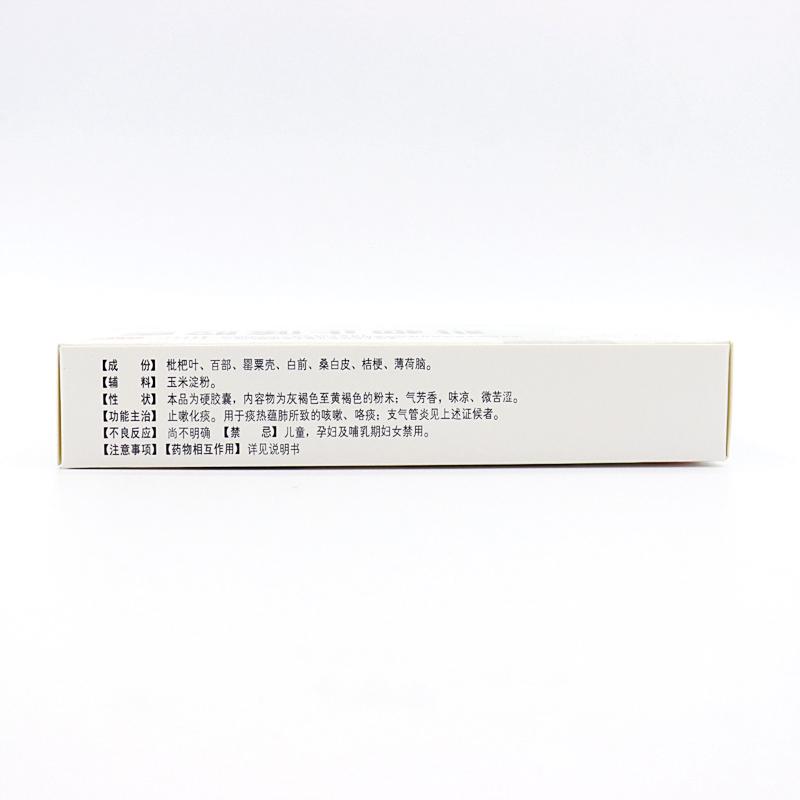 【成　份】枇杷叶、百部、罂粟壳、白前、桑白皮、桔梗、薄荷脑。
【辅　料】玉米淀粉。
【性　状】本品为硬胶囊，内容物为灰褐色至黄褐色的粉末；气芳香，味凉、微苦涩。
【功能主治】止嗽化痰。用于痰热蕴肺所致的咳嗽、咯痰；支气管炎见上述证候者。
【不良反应】尚不明确【禁　忌】儿童，孕妇及哺乳期妇女禁用。
【注意事项】【药物相互作用】详见说明书